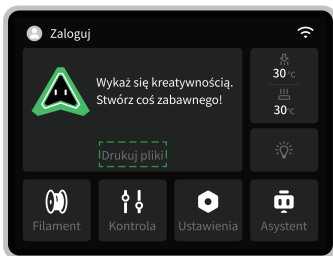 Zaloguj
Wykaż się kreatywnością.
Stwórz coś zabawnego!
Drukuj pliki
30 °C
30 °C
Filament
Kontrola
Ustawienia
Asystent